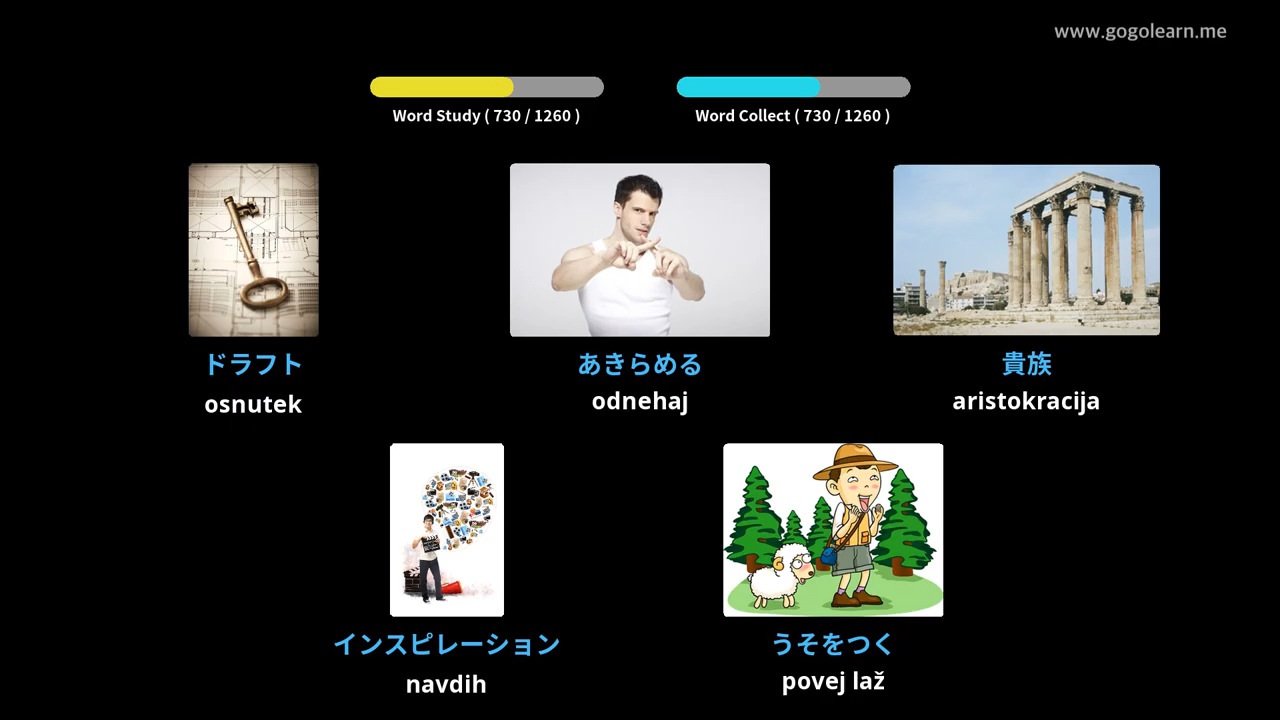 www.gogolearn.me
Word Study ( 730 / 1260 )
Word Collect ( 730 / 1260 )
ドラフト
osnutek
あきらめる
odnehaj
貴族
aristokracija
インスピレーション
navdih
うそをつく
povej laž